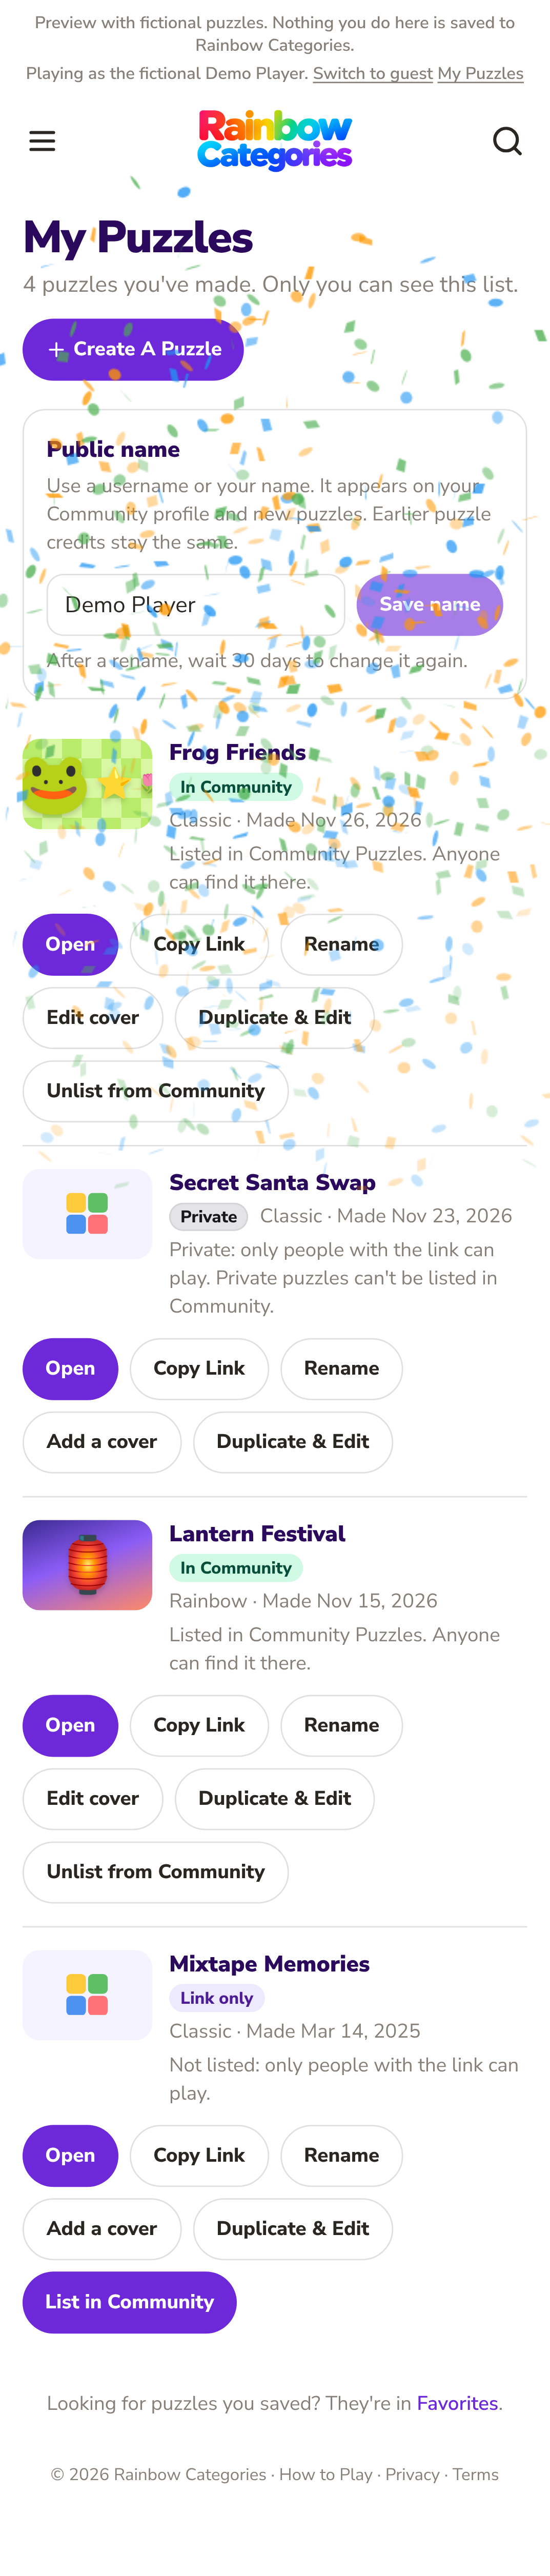 Preview with fictional puzzles. Nothing you do here is saved to
Rainbow Categories.
Playing as the fictional Demo Player. Switch to guest My Puzzles
Rainbow
Categories
My Puzzles
4 puzzles you've made. Only you can see this list.
+ Create A Puzzle
Public name
Use a username or your name. It appears on your
Community profile and new puzzles. Earlier puzzle
credits stay the same.
Demo Player
Save name
After a rename, wait 30 days to change it again.
Frog Friends
In Community
Classic · Made Nov 26, 2026
Listed in Community Puzzles. Anyone
can find it there.
Open Copy Link Rename
Edit cover Duplicate & Edit
Unlist from Community
Secret Santa Swap
Private Classic · Made Nov 23, 2026
Private: only people with the link can
play. Private puzzles can't be listed in
Community.
Open Copy Link Rename
Add a cover Duplicate & Edit
Lantern Festival
In Community
Rainbow · Made Nov 15, 2026
Listed in Community Puzzles. Anyone
can find it there.
Open Copy Link Rename
Edit cover Duplicate & Edit
Unlist from Community
Mixtape Memories
Link only
Classic · Made Mar 14, 2025
Not listed: only people with the link can
play.
Open Copy Link Rename
Add a cover Duplicate & Edit
List in Community
Looking for puzzles you saved? They're in Favorites.
© 2026 Rainbow Categories · How to Play · Privacy · Terms